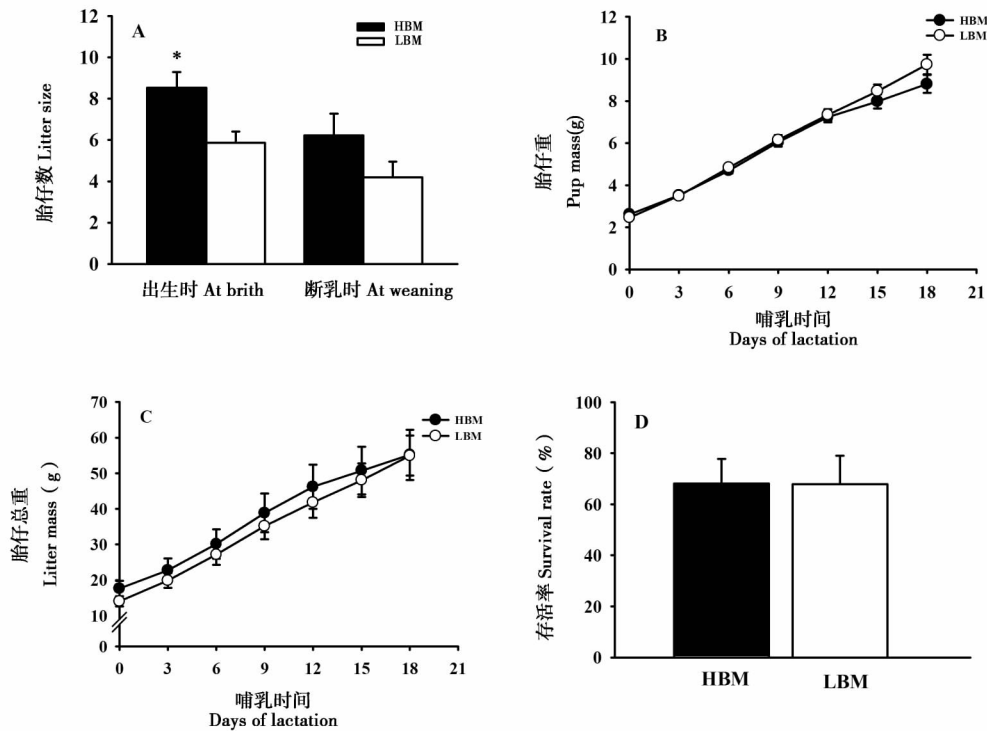 A
HBM
LBM
*
12
10
8
6
4
2
0
胎仔数 Litter size
出生时 At brith
断乳时 At weaning
B
HBM
LBM
12
10
8
6
4
2
0
胎仔重
Pup mass(g)
0 3 6 9 12 15 18 21
哺乳时间
Days of lactation
C
HBM
LBM
70
60
50
40
30
20
10
0
胎仔总重
Litter mass（g）
0 3 6 9 12 15 18 21
哺乳时间
Days of lactation
D
100
80
60
40
20
0
存活率 Survival rate（%）
HBM
LBM